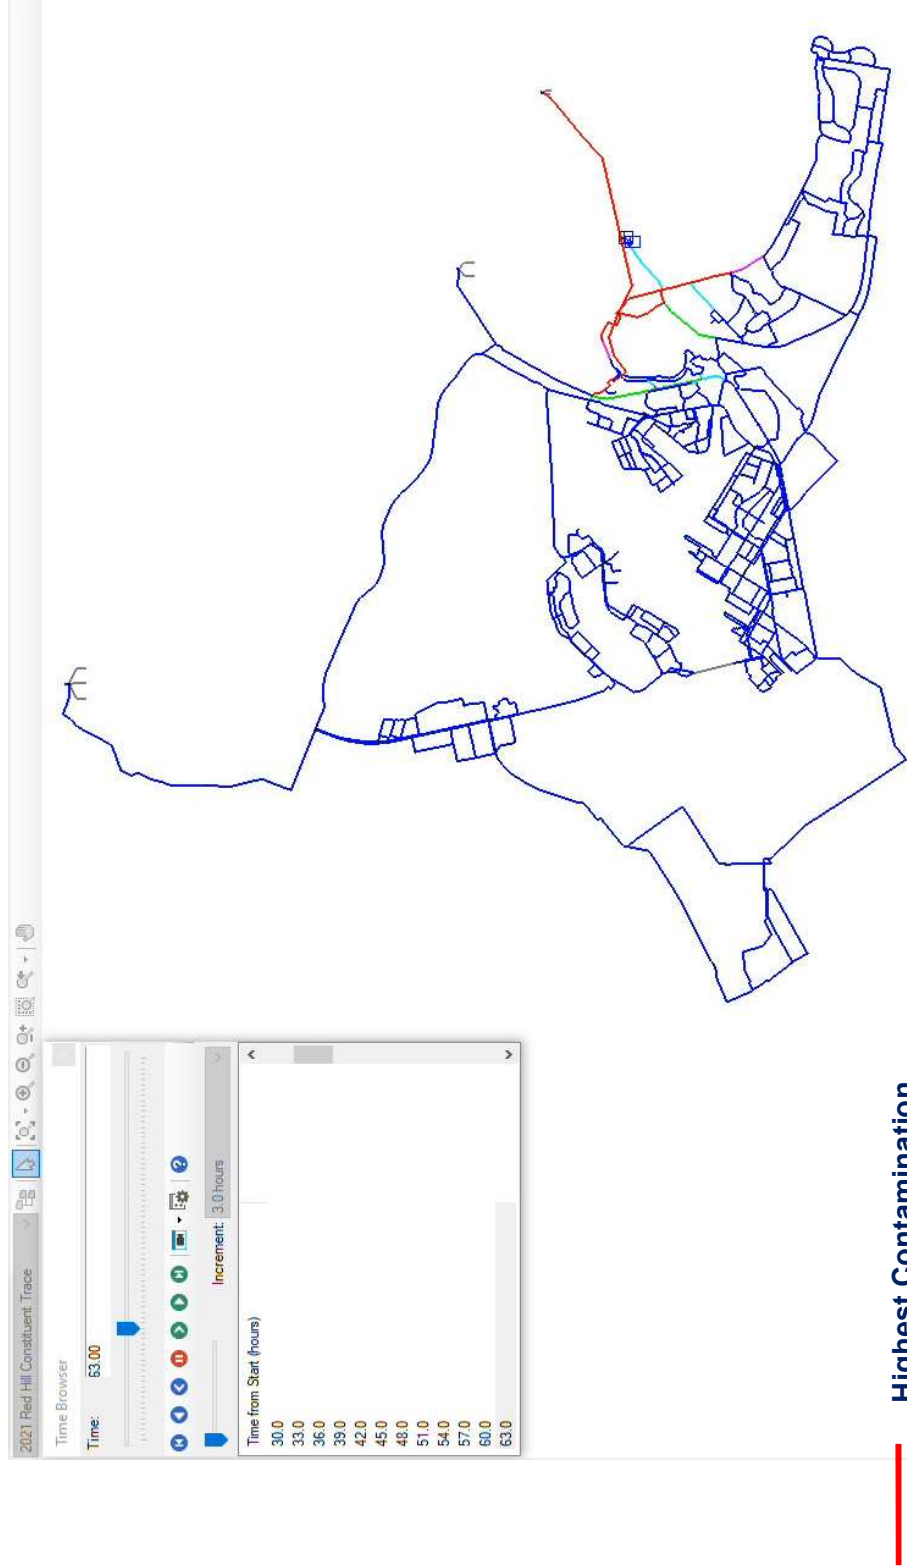 2021 Red Hill Constituent Trace
Time Browser
Time: 63.00
Increment: 3.0 hours
Time from Start (hours)
30.0
33.0
36.0
39.0
42.0
45.0
48.0
51.0
54.0
57.0
60.0
63.0
Highest Contamination